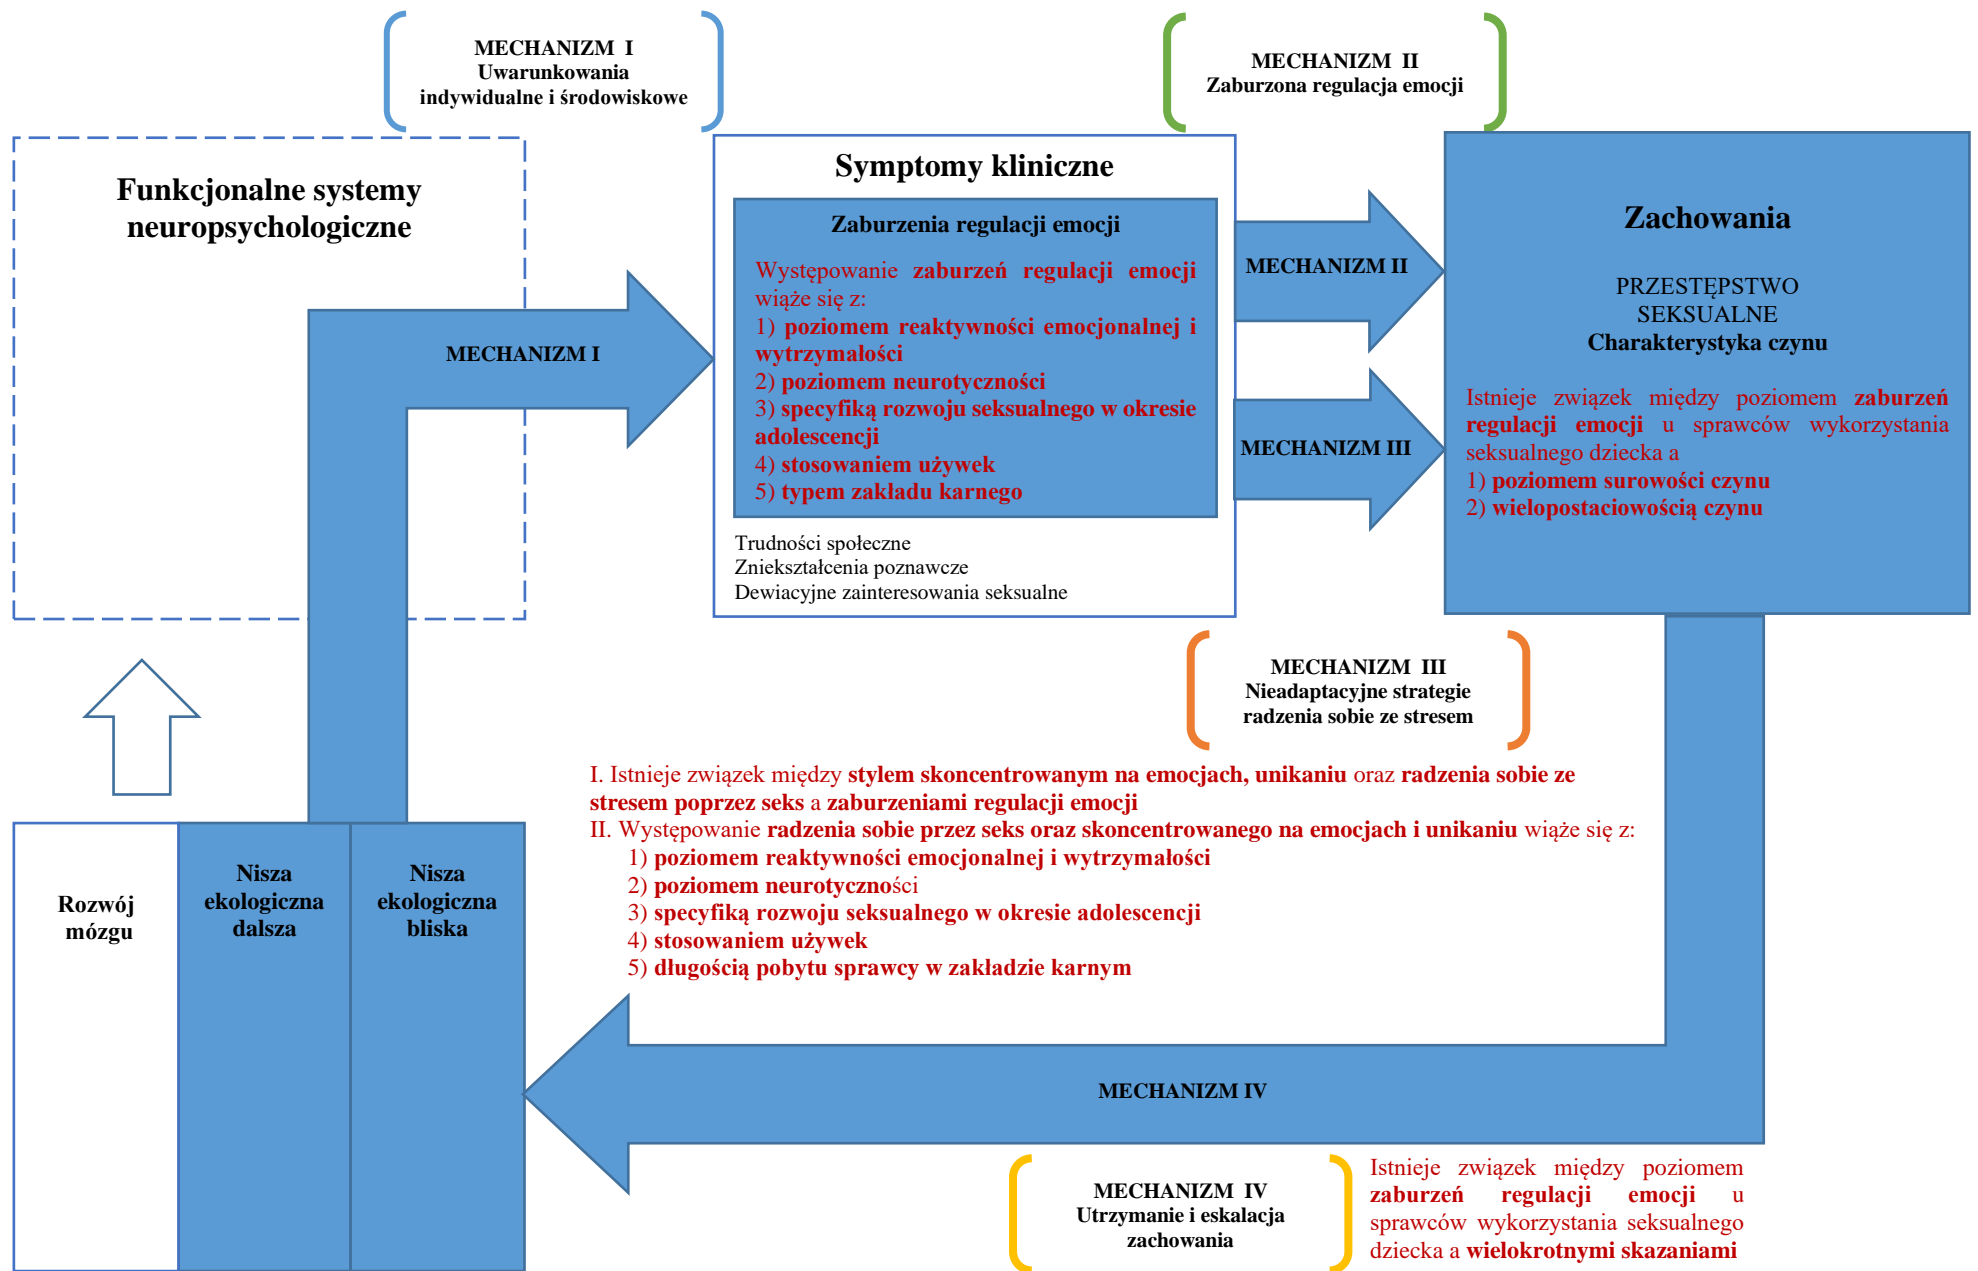 MECHANIZM I
Uwarunkowania
indywidualne i środowiskowe
MECHANIZM II
Zaburzona regulacja emocji
Funkcjonalne systemy
neuropsychologiczne
MECHANIZM I
Symptomy kliniczne
Zaburzenia regulacji emocji
Występowanie zaburzeń regulacji emocji
wiąże się z:
1) poziomem reaktywności emocjonalnej i
wytrzymałości
2) poziomem neurotyczności
3) specyfiką rozwoju seksualnego w okresie
adolescencji
4) stosowaniem używek
5) typem zakładu karnego
Trudności społeczne
Zniekształcenia poznawcze
Dewiacyjne zainteresowania seksualne
MECHANIZM II
MECHANIZM III
Zachowania
PRZESTĘPSTWO
SEKSUALNE
Charakterystyka czynu
Istnieje związek między poziomem zaburzeń
regulacji emocji u sprawców wykorzystania
seksualnego dziecka a
1) poziomem surowości czynu
2) wielopostaciowością czynu
MECHANIZM III
Nieadaptacyjne strategie
radzenia sobie ze stresem
I. Istnieje związek między stylem skoncentrowanym na emocjach, unikaniu oraz radzenia sobie ze
stresem poprzez seks a zaburzeniami regulacji emocji
II. Występowanie radzenia sobie przez seks oraz skoncentrowanego na emocjach i unikaniu wiąże się z:
1) poziomem reaktywności emocjonalnej i wytrzymałości
2) poziomem neurotyczności
3) specyfiką rozwoju seksualnego w okresie adolescencji
4) stosowaniem używek
5) długością pobytu sprawcy w zakładzie karnym
Rozwój
mózgu
Nisza
ekologiczna
dalsza
Nisza
ekologiczna
bliska
MECHANIZM IV
MECHANIZM IV
Utrzymanie i eskalacja
zachowania
Istnieje związek między poziomem
zaburzeń regulacji emocji u
sprawców wykorzystania seksualnego
dziecka a wielokrotnymi skazaniami